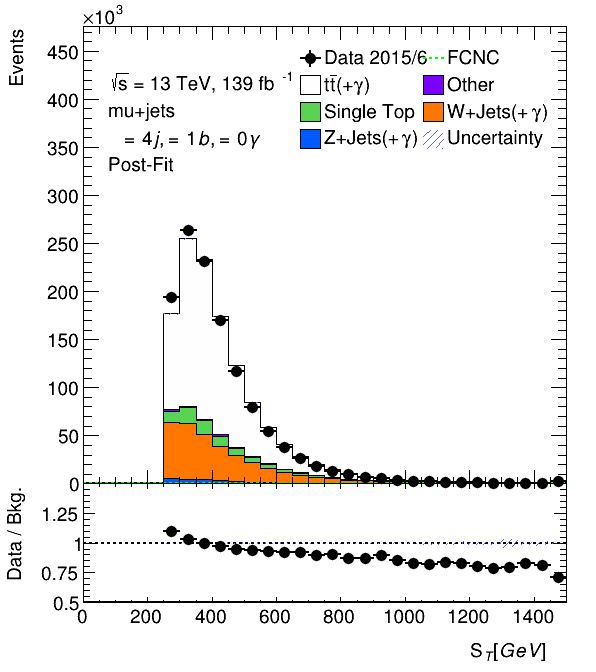 ×10³
Events
450
400
350
300
250
200
150
100
50
0
√s = 13 TeV, 139 fb⁻¹
mu+jets
= 4j, = 1b, = 0γ
Post-Fit
Data 2015/6 FCNC
tt̄(+γ) Other
Single Top W+Jets(+γ)
Z+Jets(+γ) Uncertainty
Data / Bkg.
1.25
1
0.75
0.5
0 200 400 600 800 1000 1200 1400
S_T[GeV]